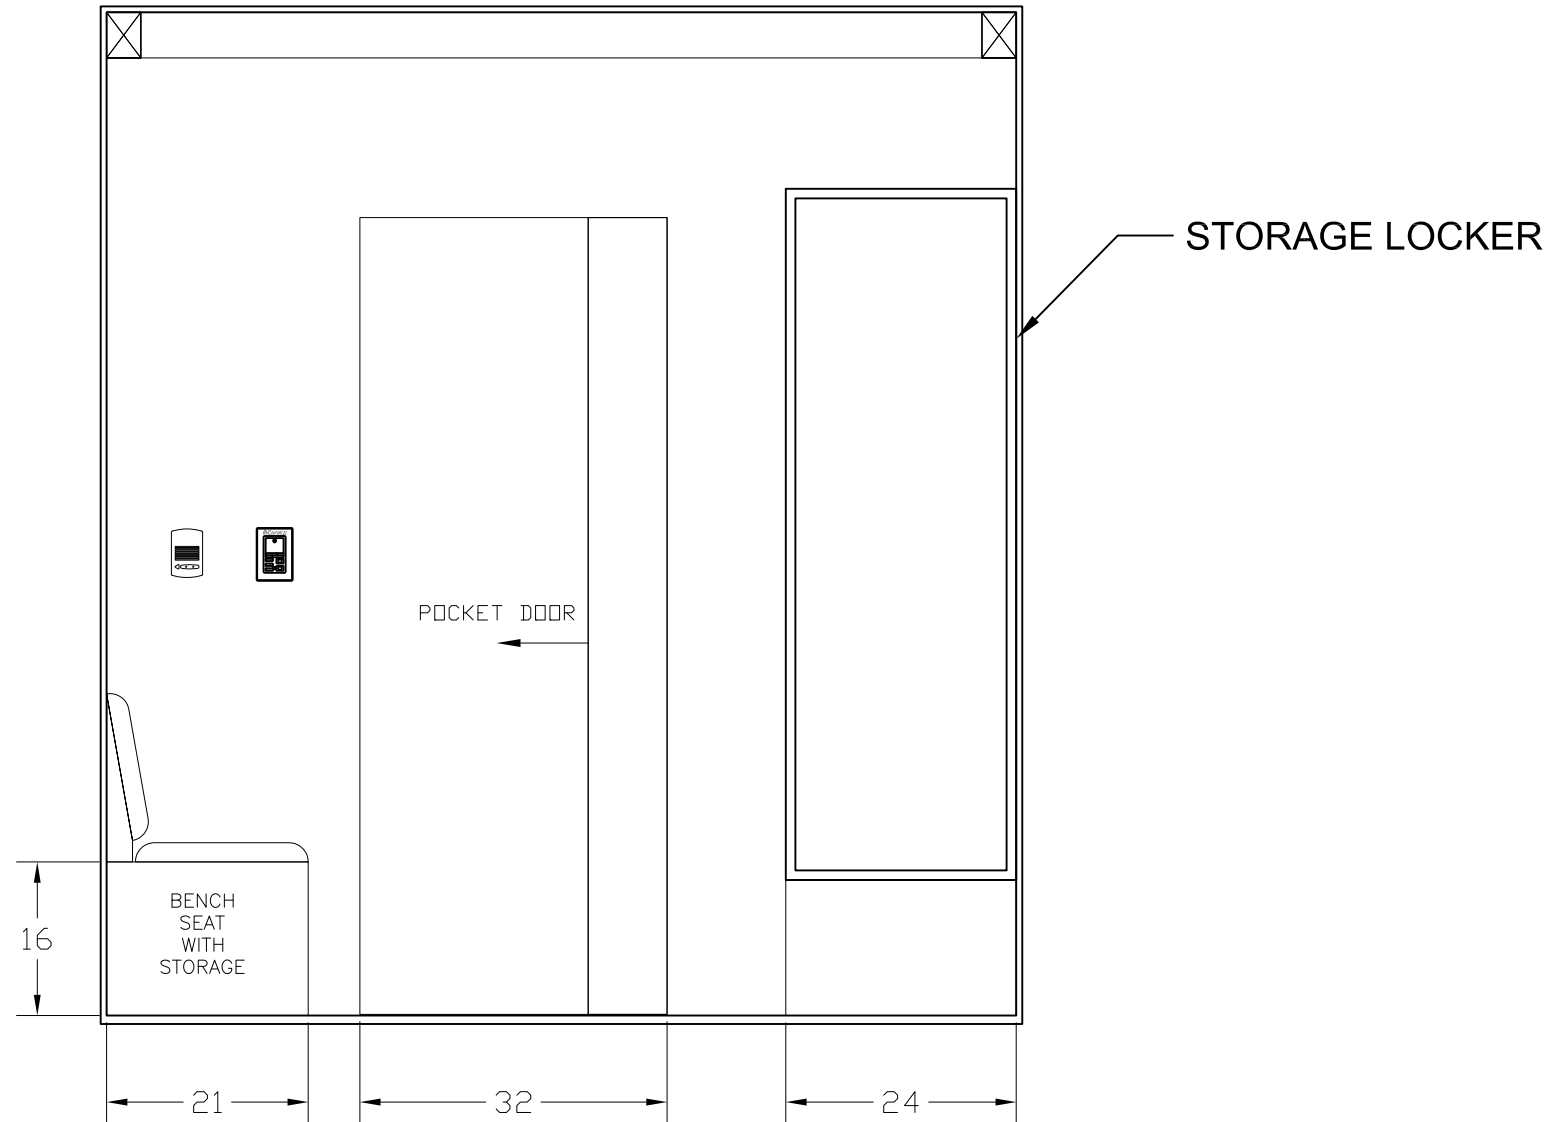 STORAGE LOCKER
POCKET DOOR
BENCH
SEAT
WITH
STORAGE
16
21
32
24